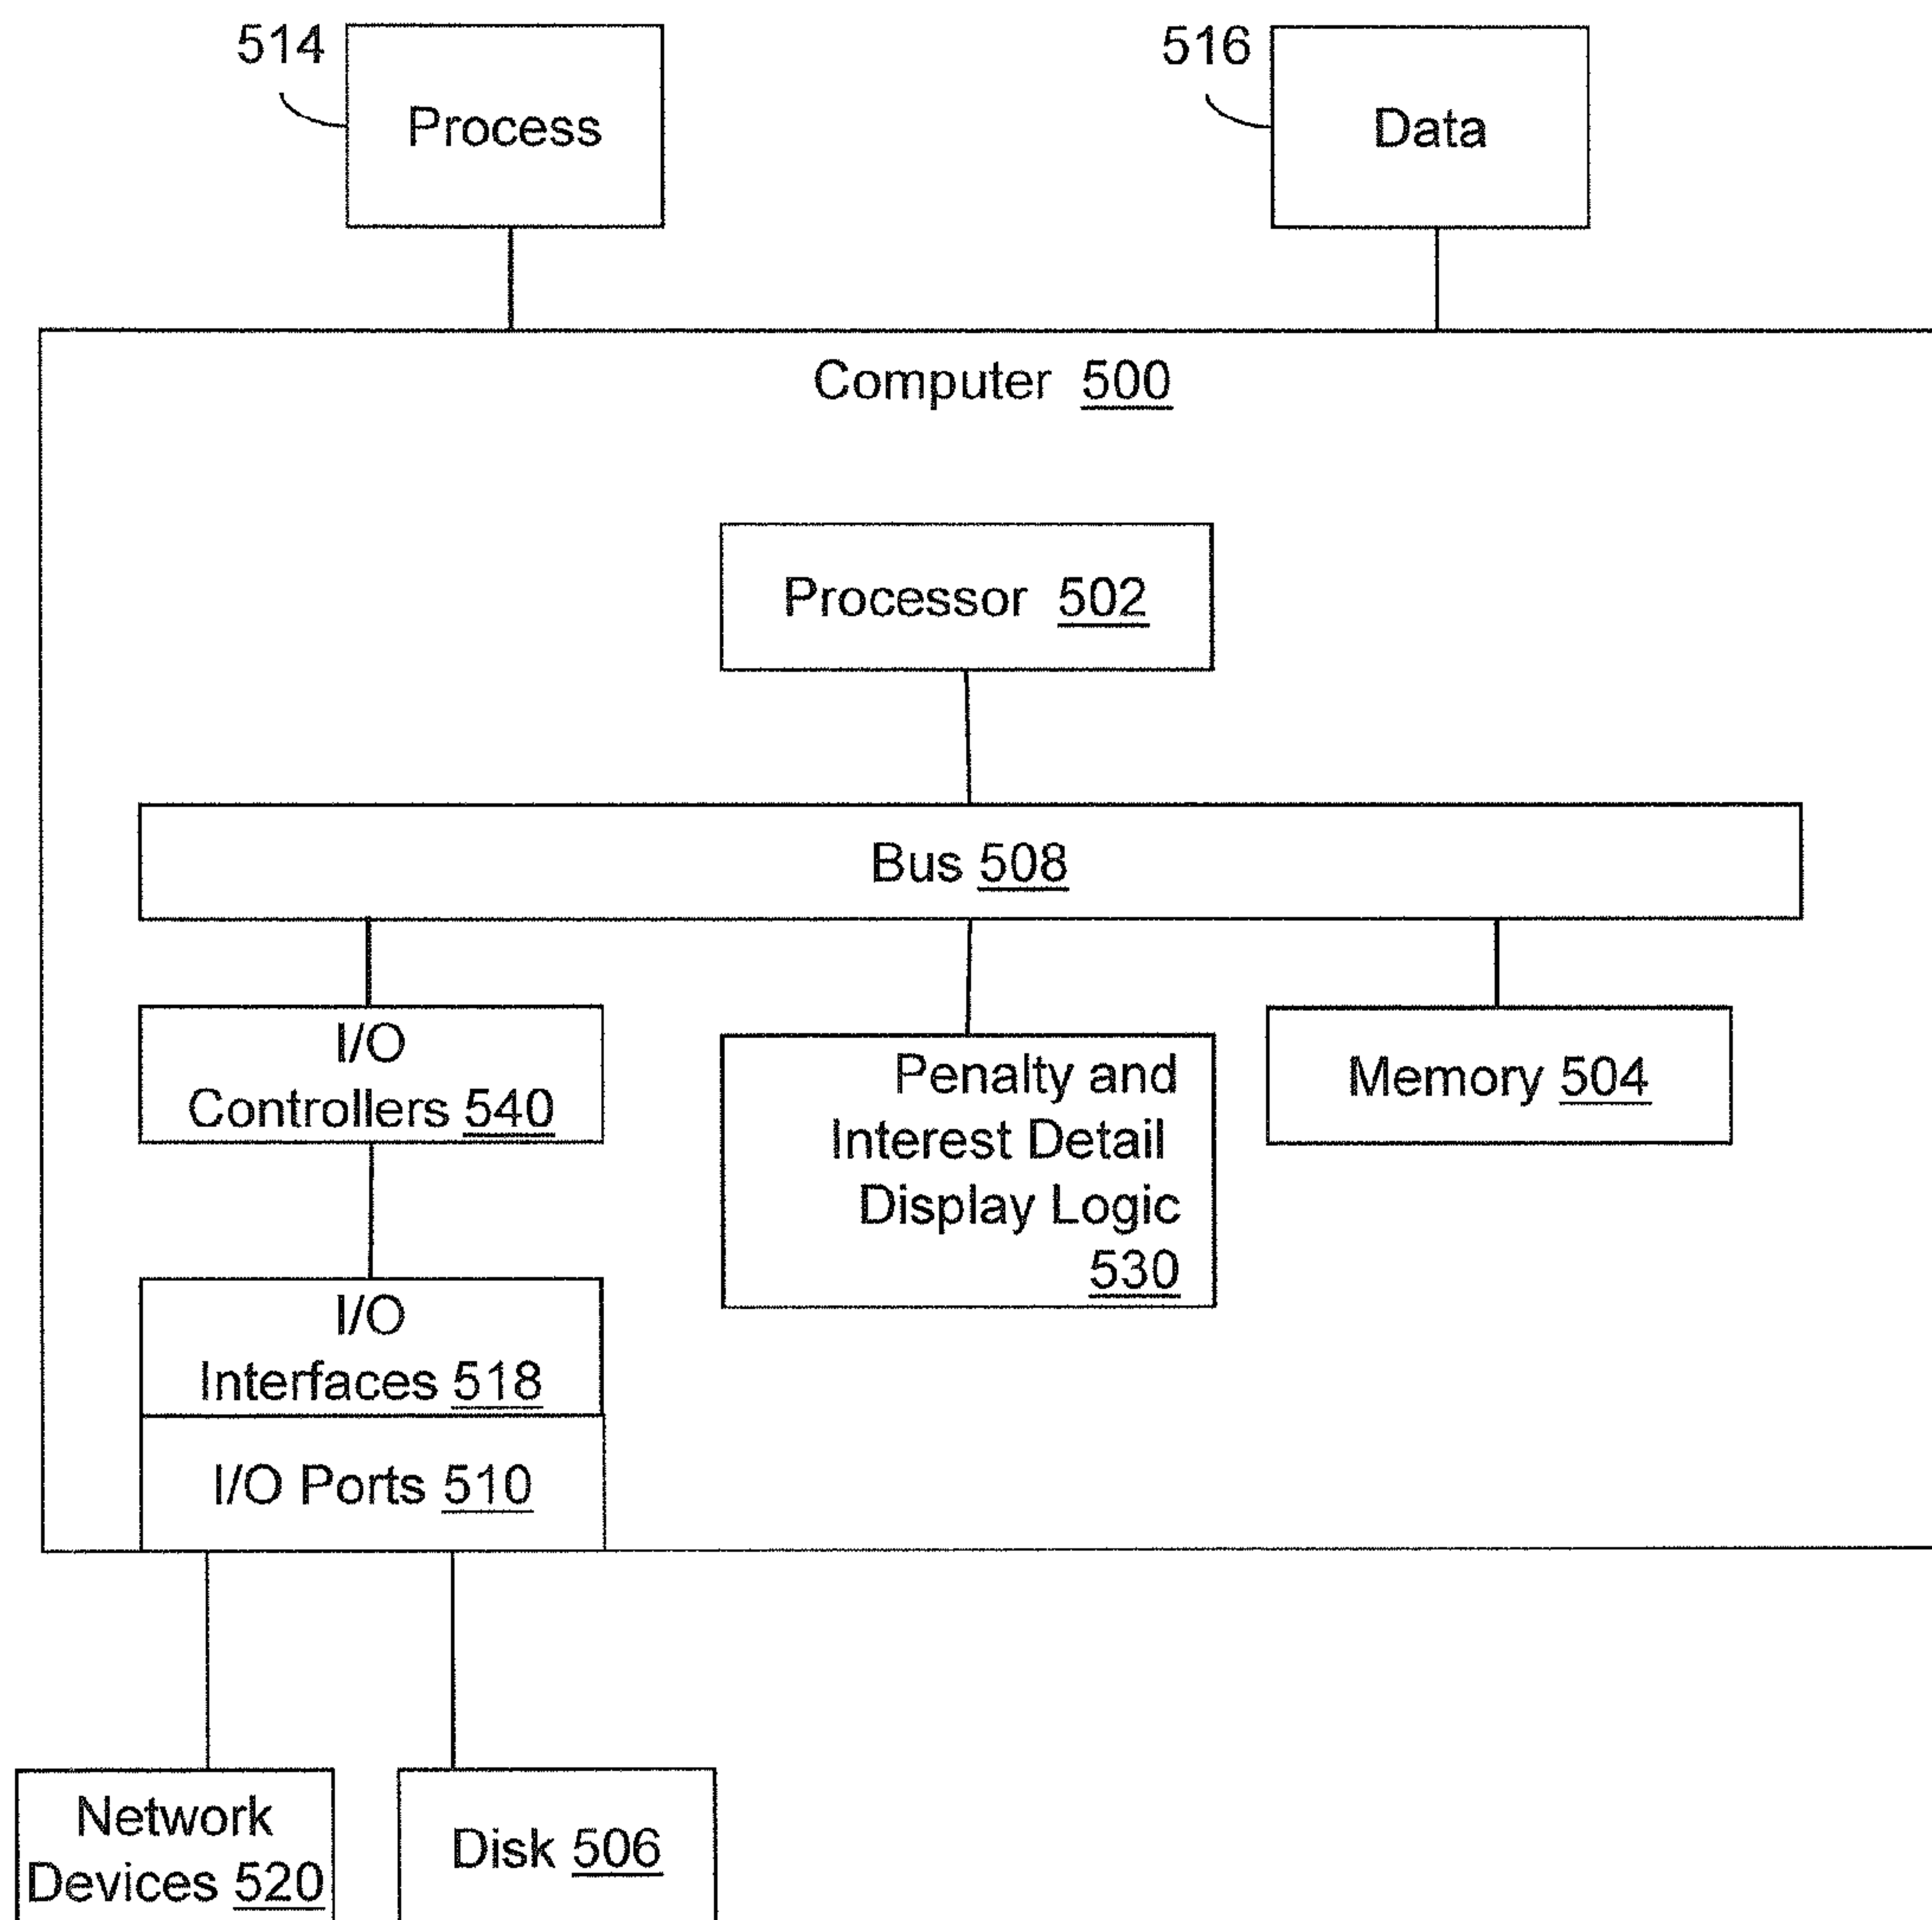 514
Process
516
Data
Computer 500
Processor 502
Bus 508
I/O
Controllers 540
Penalty and
Interest Detail
Display Logic
530
Memory 504
I/O
Interfaces 518
I/O Ports 510
Network
Devices 520
Disk 506